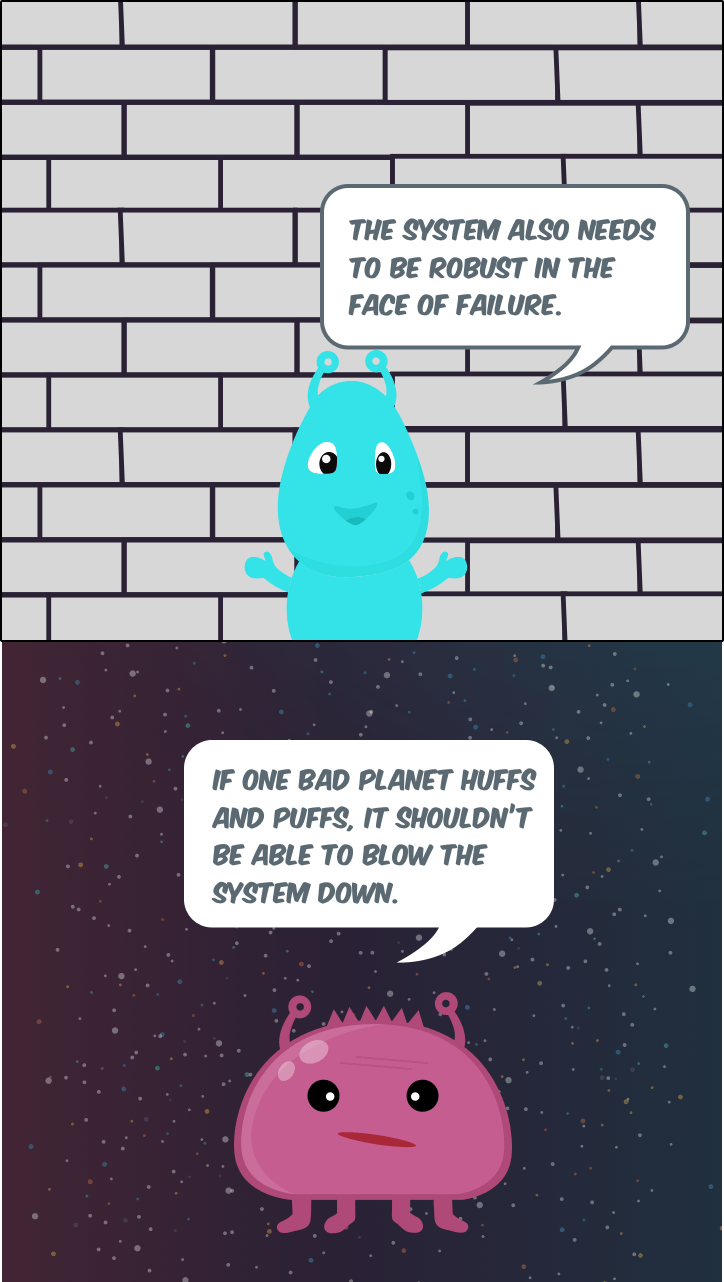 THE SYSTEM ALSO NEEDS
TO BE ROBUST IN THE
FACE OF FAILURE.
IF ONE BAD PLANET HUFFS
AND PUFFS, IT SHOULDN'T
BE ABLE TO BLOW THE
SYSTEM DOWN.